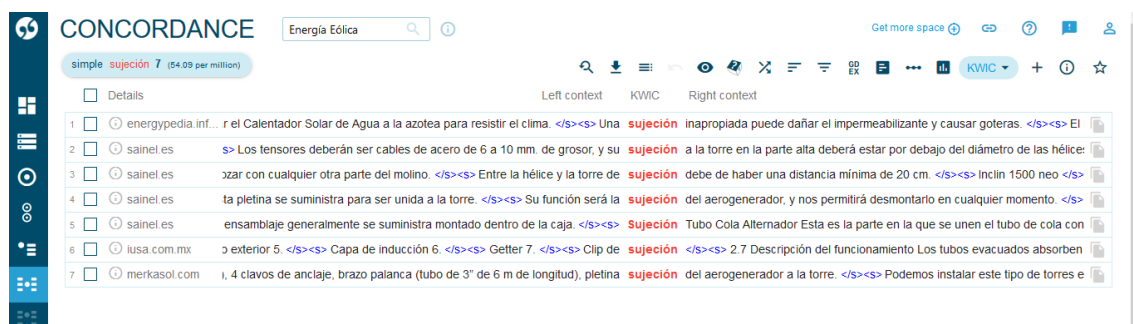 CONCORDANCE Energía Eólica Get more space
simple sujeción 7 (54.09 per million) GD EX KWIC
Details Left context KWIC Right context
1 energypedia.inf... r el Calentador Solar de Agua a la azotea para resistir el clima. </s><s> Una sujeción inapropiada puede dañar el impermeabilizante y causar goteras. </s><s> El
2 sainel.es s> Los tensores deberán ser cables de acero de 6 a 10 mm. de grosor, y su sujeción a la torre en la parte alta deberá estar por debajo del diámetro de las hélices
3 sainel.es ozar con cualquier otra parte del molino. </s><s> Entre la hélice y la torre de sujeción debe de haber una distancia mínima de 20 cm. </s><s> Inclin 1500 neo </s>
4 sainel.es ta pletina se suministra para ser unida a la torre. </s><s> Su función será la sujeción del aerogenerador, y nos permitirá desmontarlo en cualquier momento. </s>
5 sainel.es ensamblaje generalmente se suministra montado dentro de la caja. </s><s> Sujeción Tubo Cola Alternador Esta es la parte en la que se unen el tubo de cola con
6 iusa.com.mx o exterior 5. </s><s> Capa de inducción 6. </s><s> Getter 7. </s><s> Clip de sujeción </s><s> 2.7 Descripción del funcionamiento Los tubos evacuados absorben
7 merkasol.com ), 4 clavos de anclaje, brazo palanca (tubo de 3" de 6 m de longitud), pletina sujeción del aerogenerador a la torre. </s><s> Podemos instalar este tipo de torres e